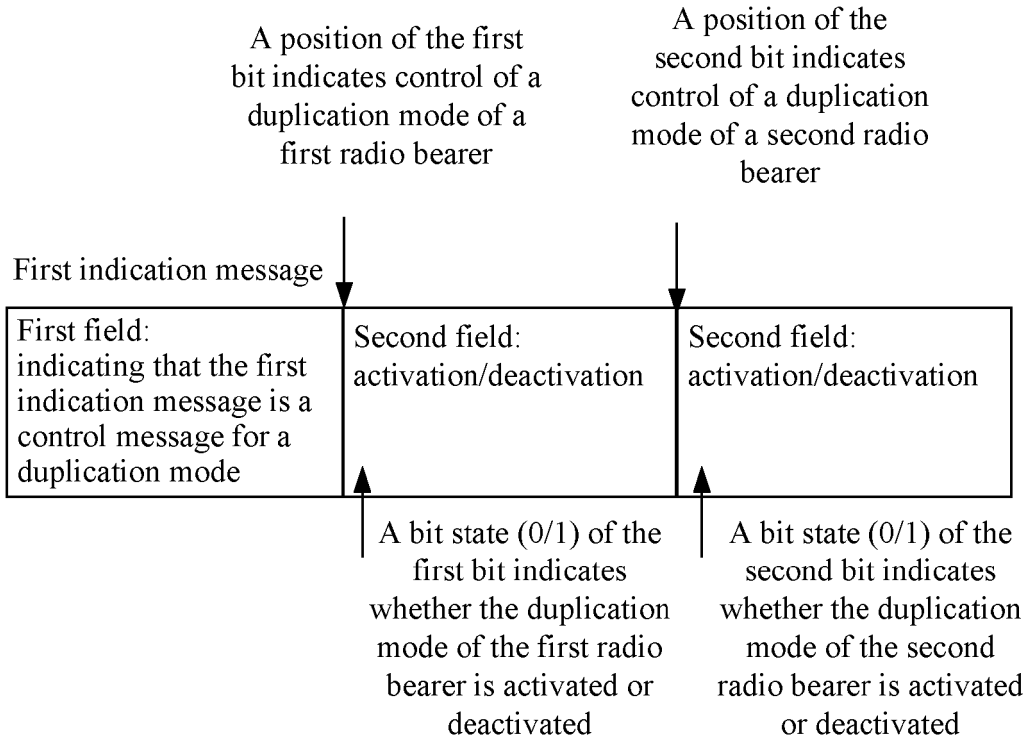 A position of the first
bit indicates control of a
duplication mode of a
first radio bearer
A position of the
second bit indicates
control of a duplication
mode of a second radio
bearer
First indication message
First field:
indicating that the first
indication message is a
control message for a
duplication mode
Second field:
activation/deactivation
Second field:
activation/deactivation
A bit state (0/1) of the
first bit indicates
whether the duplication
mode of the first radio
bearer is activated or
deactivated
A bit state (0/1) of the
second bit indicates
whether the duplication
mode of the second
radio bearer is activated
or deactivated